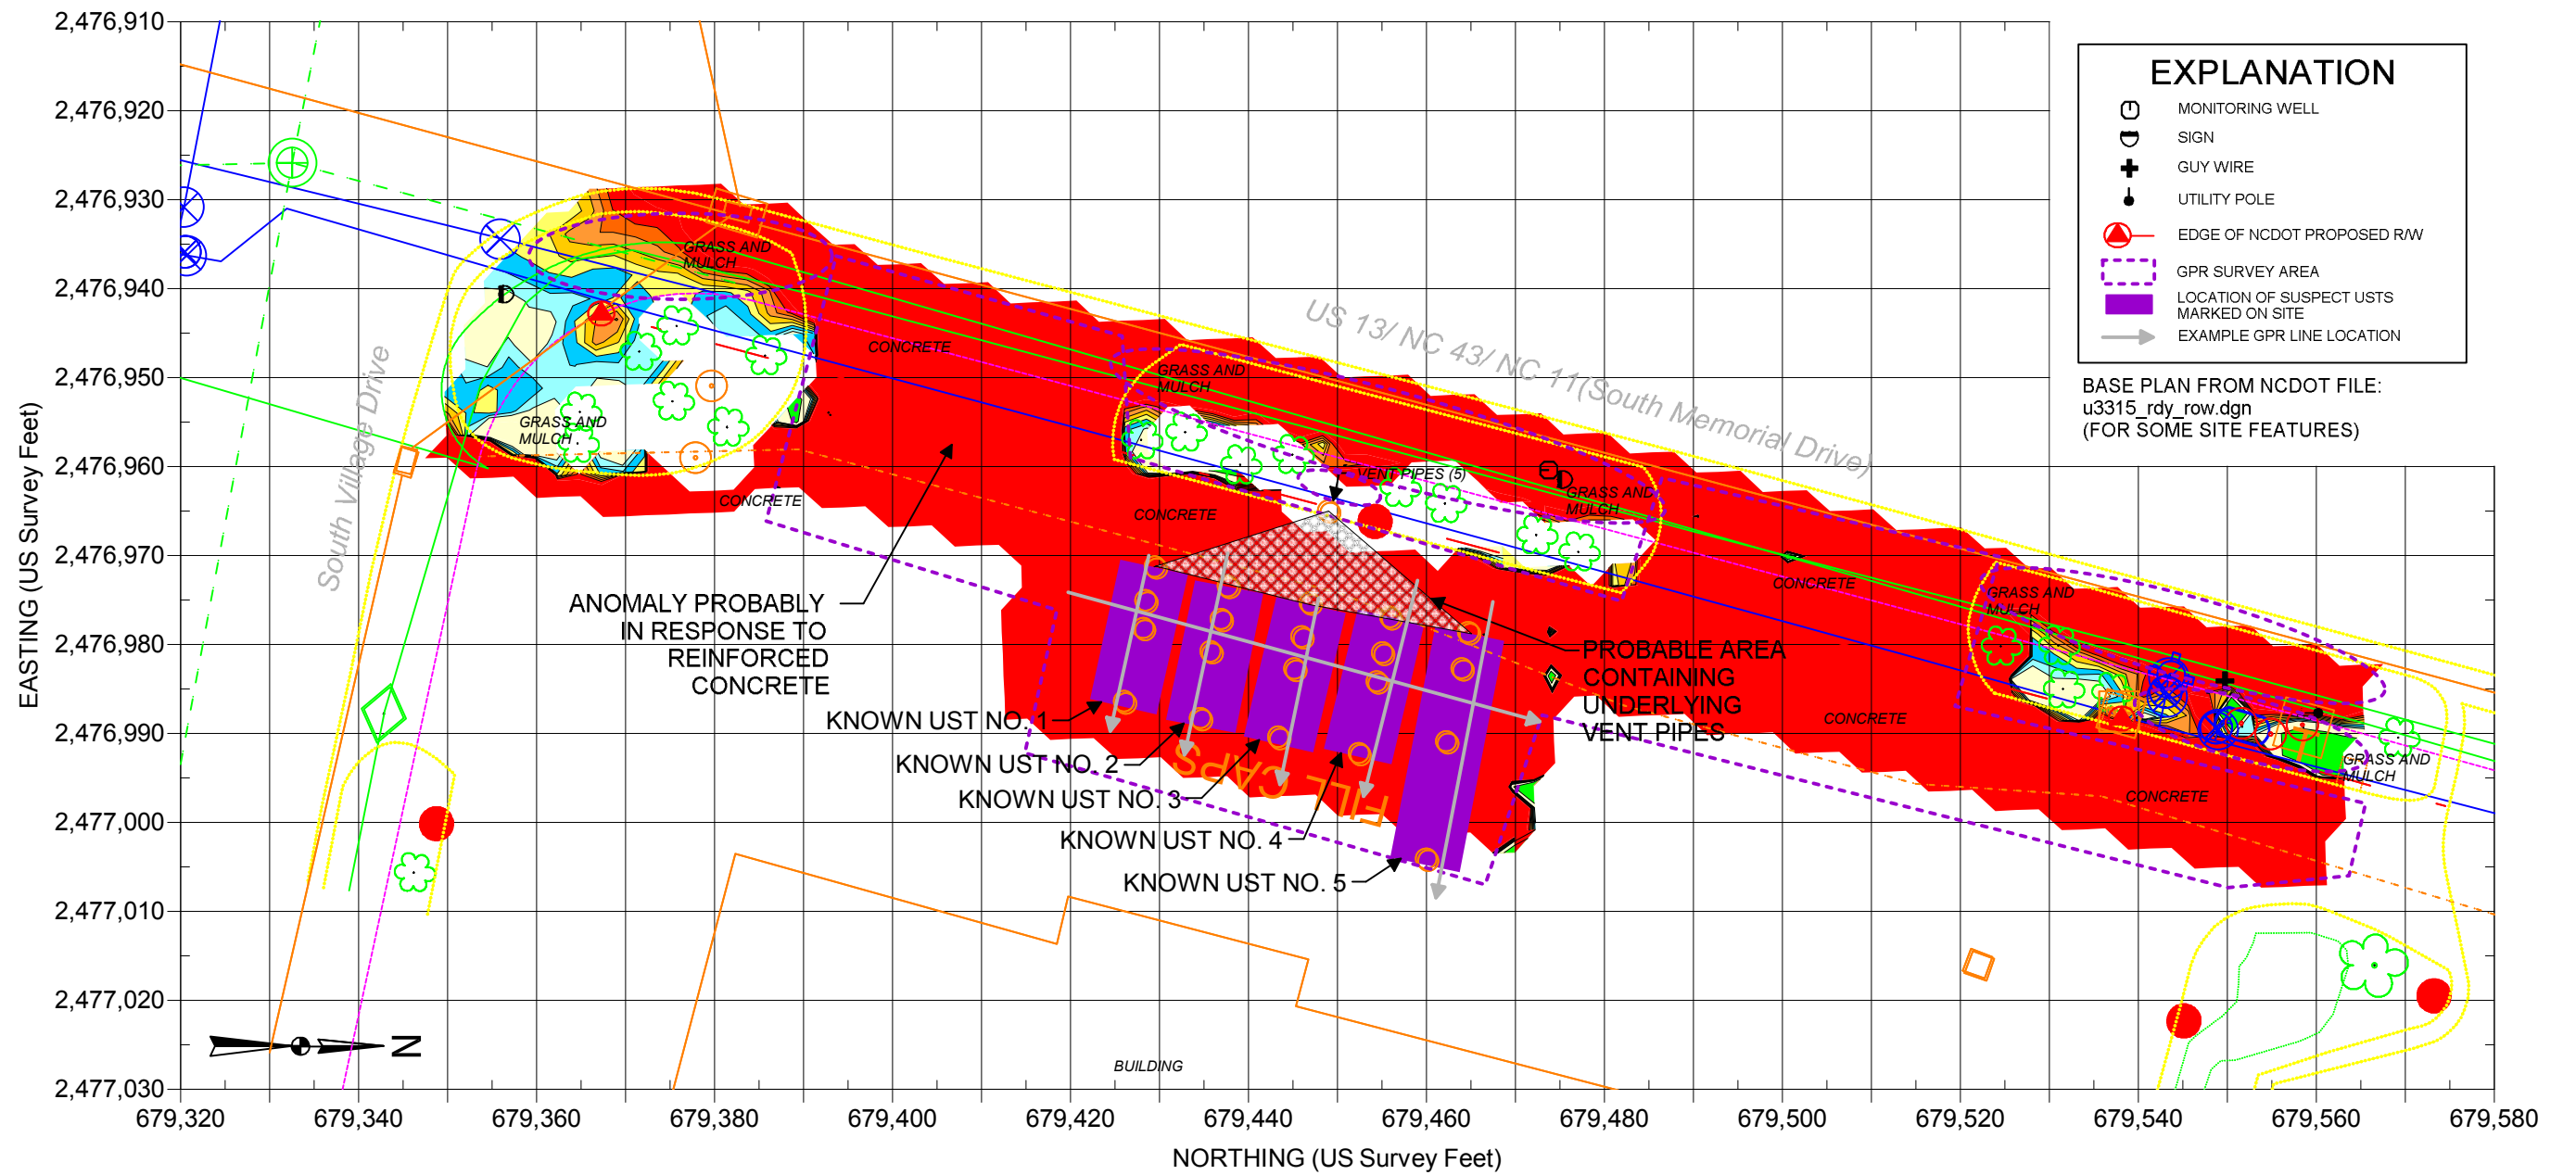 2,476,910
2,476,920
2,476,930
2,476,940
2,476,950
2,476,960
2,476,970
2,476,980
2,476,990
2,477,000
2,477,010
2,477,020
2,477,030
EASTING (US Survey Feet)
679,320
679,340
679,360
679,380
679,400
679,420
679,440
679,460
679,480
679,500
679,520
679,540
679,560
679,580
NORTHING (US Survey Feet)
EXPLANATION
MONITORING WELL
SIGN
GUY WIRE
UTILITY POLE
EDGE OF NCDOT PROPOSED R/W
GPR SURVEY AREA
LOCATION OF SUSPECT USTS
MARKED ON SITE
EXAMPLE GPR LINE LOCATION
BASE PLAN FROM NCDOT FILE:
u3315_rdy_row.dgn
(FOR SOME SITE FEATURES)
South Village Drive
US 13/ NC 43/ NC 11(South Memorial Drive)
GRASS AND
MULCH
GRASS AND
MULCH
CONCRETE
CONCRETE
GRASS AND
MULCH
CONCRETE
VENT PIPES (5)
GRASS AND
MULCH
CONCRETE
GRASS AND
MULCH
CONCRETE
CONCRETE
GRASS AND
MULCH
ANOMALY PROBABLY
IN RESPONSE TO
REINFORCED
CONCRETE
PROBABLE AREA
CONTAINING
UNDERLYING
VENT PIPES
KNOWN UST NO. 1
KNOWN UST NO. 2
KNOWN UST NO. 3
KNOWN UST NO. 4
KNOWN UST NO. 5
FILL CAPS
BUILDING
N